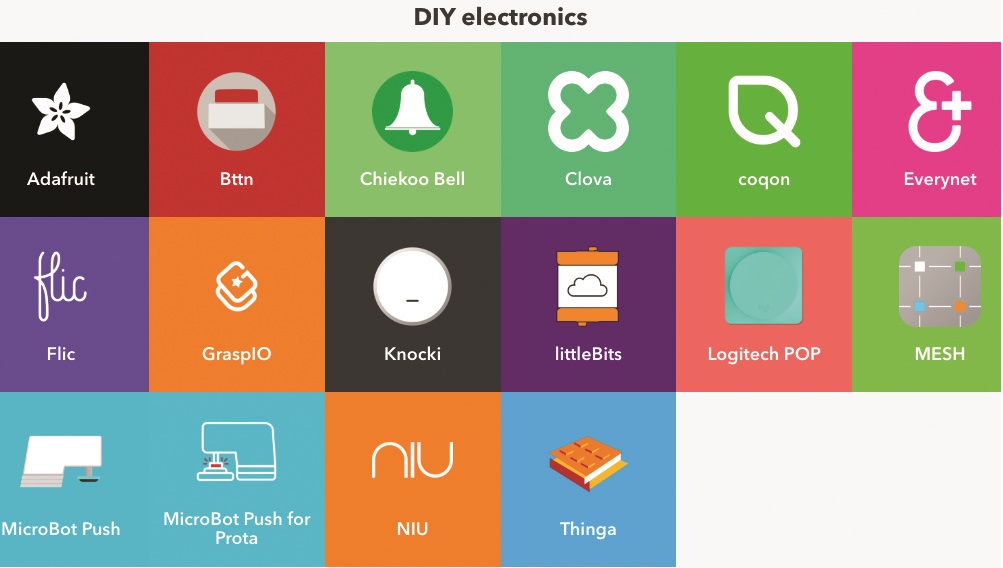 DIY electronics
Adafruit
Bttn
Chiekoo Bell
Clova
coqon
Everynet
flic
Flic
GraspIO
Knocki
littleBits
Logitech POP
MESH
MicroBot Push
MicroBot Push for
Prota
niu
NIU
Thinga